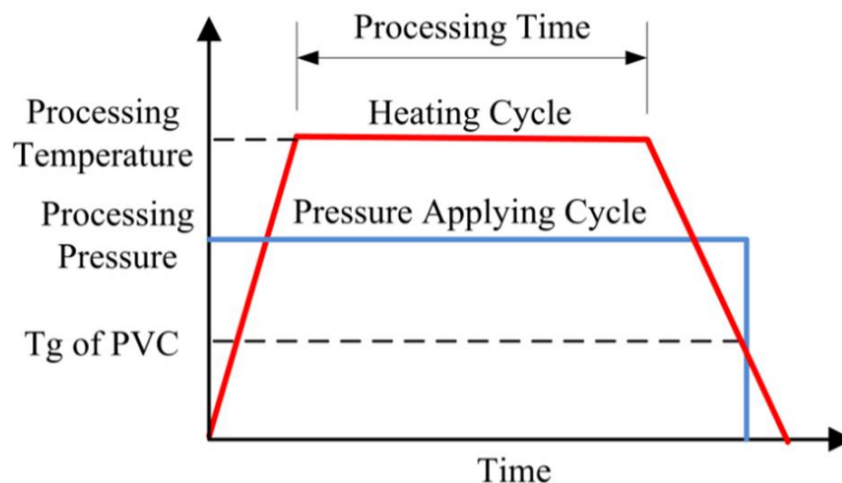 Processing Time
Heating Cycle
Processing
Temperature
Pressure Applying Cycle
Processing
Pressure
Tg of PVC
Time